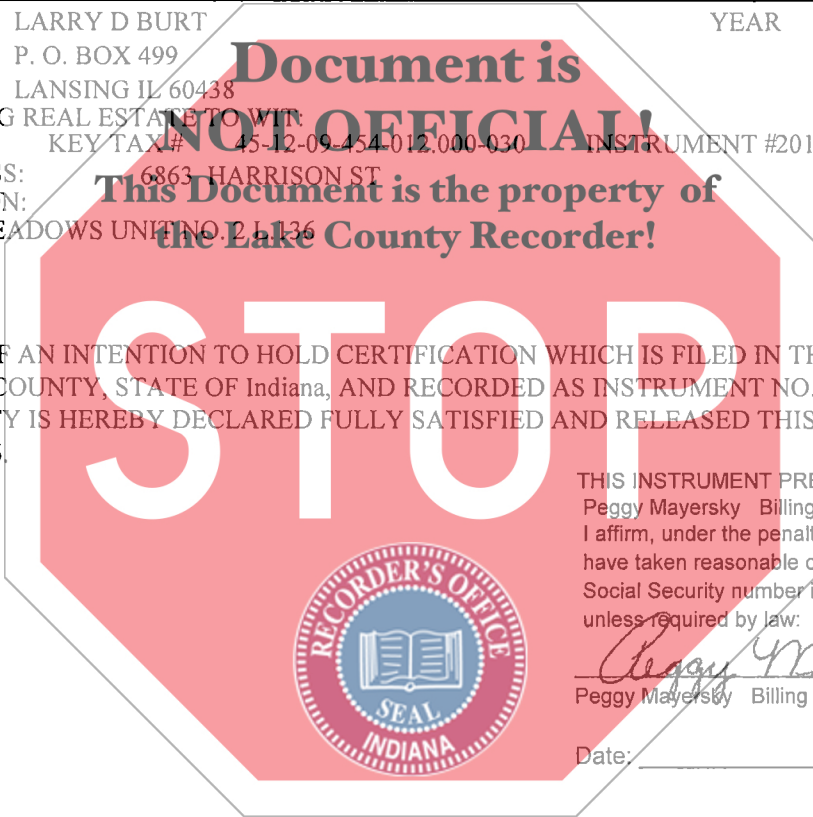 LARRY D BURT YEAR
P. O. BOX 499
LANSING IL 60438
Document is
G REAL ESTATE TO WIT:
NOT OFFICIAL!
KEY TAX # 45-12-09-454-012.000-030 INSTRUMENT #201
SS: 6863 HARRISON ST
This Document is the property of
N:
EADOWS UNIT NO. 2 L.136
the Lake County Recorder!
STOP
F AN INTENTION TO HOLD CERTIFICATION WHICH IS FILED IN TH
COUNTY, STATE OF Indiana, AND RECORDED AS INSTRUMENT NO.
TY IS HEREBY DECLARED FULLY SATISFIED AND RELEASED THIS
THIS INSTRUMENT PRE
Peggy Mayersky Billing
I affirm, under the penalt
have taken reasonable c
Social Security number i
unless required by law:
Peggy M
Peggy Mayersky Billing
Date:
RECORDER'S OFFICE
SEAL
INDIANA